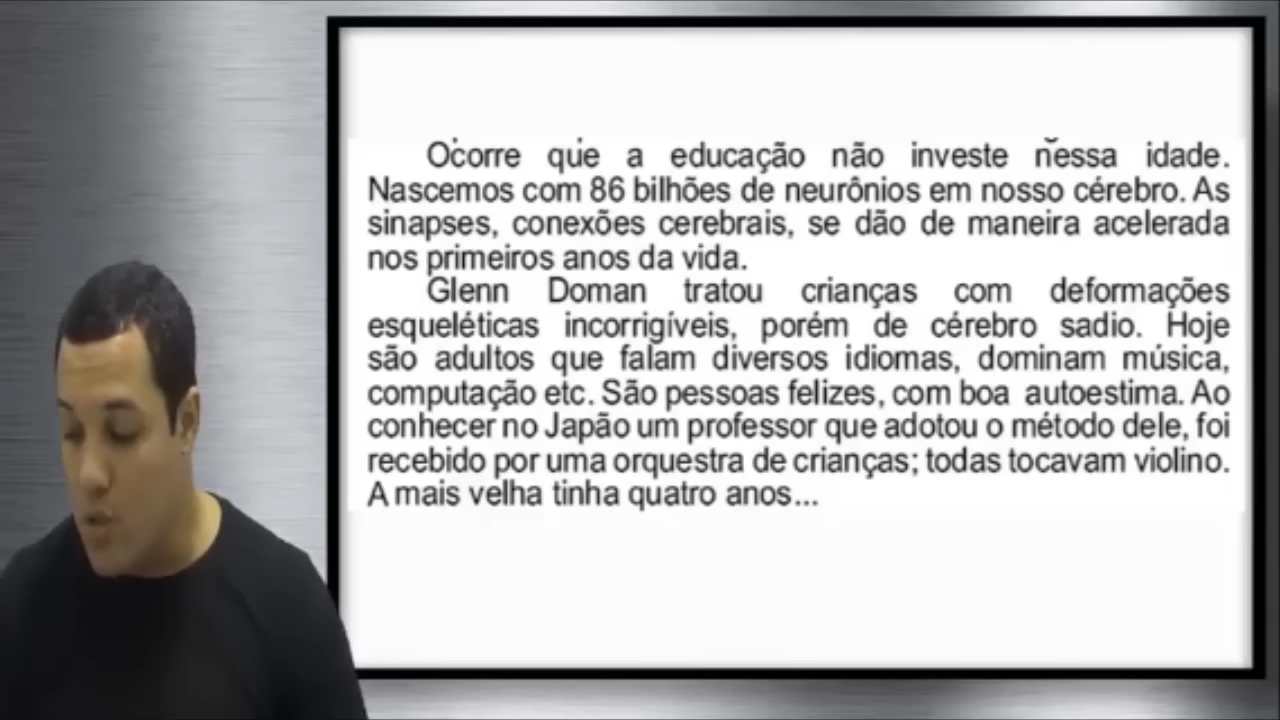 Ocorre que a educação não investe nessa idade.
Nascemos com 86 bilhões de neurônios em nosso cérebro. As
sinapses, conexões cerebrais, se dão de maneira acelerada
nos primeiros anos da vida.
Glenn Doman tratou crianças com deformações
esqueléticas incorrigíveis, porém de cérebro sadio. Hoje
são adultos que falam diversos idiomas, dominam música,
computação etc. São pessoas felizes, com boa autoestima. Ao
conhecer no Japão um professor que adotou o método dele, foi
recebido por uma orquestra de crianças; todas tocavam violino.
A mais velha tinha quatro anos...